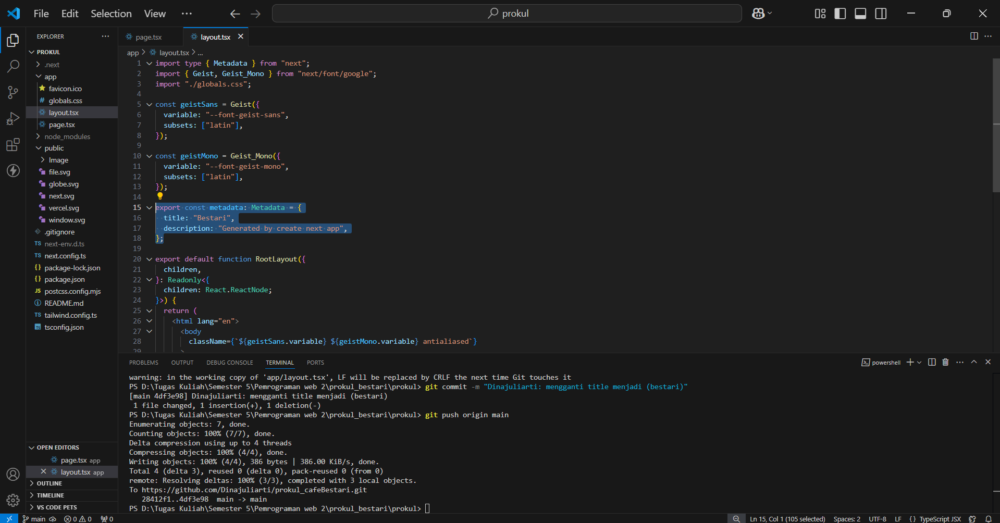 File Edit Selection View ...
prokul
EXPLORER
PROKUL
.next
app
favicon.ico
globals.css
layout.tsx
page.tsx
node_modules
public
Image
file.svg
globe.svg
next.svg
vercel.svg
window.svg
.gitignore
TS next-env.d.ts
TS next.config.ts
{} package-lock.json
{} package.json
JS postcss.config.mjs
README.md
TS tailwind.config.ts
tsconfig.json
OPEN EDITORS
page.tsx app
layout.tsx app
OUTLINE
TIMELINE
VS CODE PETS
page.tsx layout.tsx
app > layout.tsx > ...
1 import type { Metadata } from "next";
2 import { Geist, Geist_Mono } from "next/font/google";
3 import "./globals.css";
4
5 const geistSans = Geist({
6 variable: "--font-geist-sans",
7 subsets: ["latin"],
8 });
9
10 const geistMono = Geist_Mono({
11 variable: "--font-geist-mono",
12 subsets: ["latin"],
13 });
14
15 export const metadata: Metadata = {
16 title: "Bestari",
17 description: "Generated by create next app",
18 };
19
20 export default function RootLayout({
21 children,
22 }: Readonly<{
23 children: React.ReactNode;
24 }>) {
25 return (
26 <html lang="en">
27 <body
28 className={`${geistSans.variable} ${geistMono.variable} antialiased`}
29 >
PROBLEMS OUTPUT DEBUG CONSOLE TERMINAL PORTS
powershell
warning: in the working copy of 'app/layout.tsx', LF will be replaced by CRLF the next time Git touches it
PS D:\Tugas Kuliah\Semester 5\Pemrograman web 2\prokul_bestari\prokul> git commit -m "Dinajuliarti: mengganti title menjadi (bestari)"
[main 4df3e98] Dinajuliarti: mengganti title menjadi (bestari)
1 file changed, 1 insertion(+), 1 deletion(-)
PS D:\Tugas Kuliah\Semester 5\Pemrograman web 2\prokul_bestari\prokul> git push origin main
Enumerating objects: 7, done.
Counting objects: 100% (7/7), done.
Delta compression using up to 4 threads
Compressing objects: 100% (4/4), done.
Writing objects: 100% (4/4), 386 bytes | 386.00 KiB/s, done.
Total 4 (delta 3), reused 0 (delta 0), pack-reused 0 (from 0)
remote: Resolving deltas: 100% (3/3), completed with 3 local objects.
To https://github.com/Dinajuliarti/prokul_cafeBestari.git
28412f1..4df3e98 main -> main
PS D:\Tugas Kuliah\Semester 5\Pemrograman web 2\prokul_bestari\prokul>
main 0 0 0
Ln 15, Col 1 (105 selected) Spaces: 2 UTF-8 LF {} TypeScript JSX